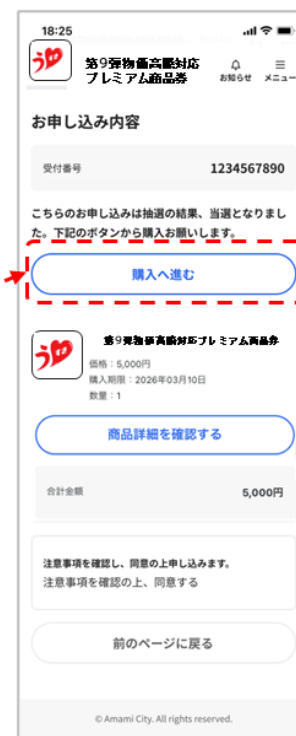 18:25
うむ
第9弾物価高騰対応
プレミアム商品券
お知らせ
メニュー
お申し込み内容
受付番号
1234567890
こちらのお申し込みは抽選の結果、当選となりまし
た。下記のボタンから購入お願いします。
購入へ進む
第9弾物価高騰対応プレミアム商品券
価格：5,000円
購入期限：2026年03月10日
数量：1
商品詳細を確認する
合計金額
5,000円
注意事項を確認し、同意の上申し込みます。
注意事項を確認の上、同意する
前のページに戻る
© Amami City. All rights reserved.